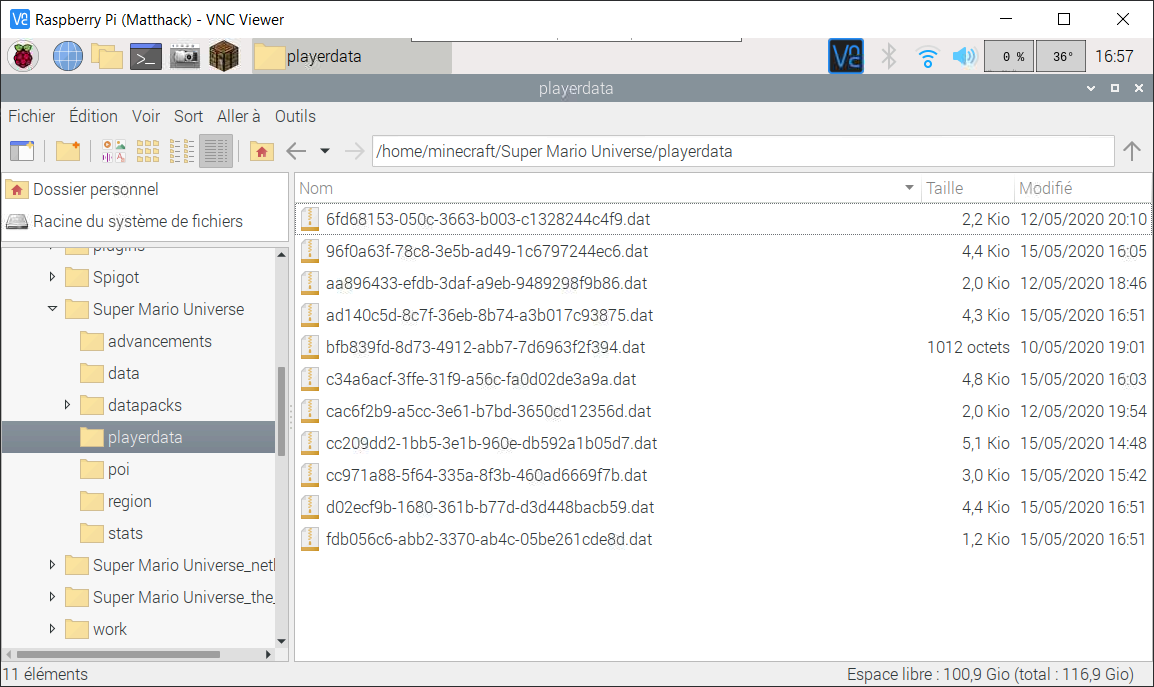 Raspberry Pi (Matthack) - VNC Viewer
playerdata 0 % 36° 16:57
playerdata
Fichier Édition Voir Sort Aller à Outils
/home/minecraft/Super Mario Universe/playerdata
Dossier personnel
Racine du système de fichiers
plugins
Spigot
Super Mario Universe
advancements
data
datapacks
playerdata
poi
region
stats
Super Mario Universe_net
Super Mario Universe_the_
work
Nom Taille Modifié
6fd68153-050c-3663-b003-c1328244c4f9.dat 2,2 Kio 12/05/2020 20:10
96f0a63f-78c8-3e5b-ad49-1c6797244ec6.dat 4,4 Kio 15/05/2020 16:05
aa896433-efdb-3daf-a9eb-9489298f9b86.dat 2,0 Kio 12/05/2020 18:46
ad140c5d-8c7f-36eb-8b74-a3b017c93875.dat 4,3 Kio 15/05/2020 16:51
bfb839fd-8d73-4912-abb7-7d6963f2f394.dat 1012 octets 10/05/2020 19:01
c34a6acf-3ffe-31f9-a56c-fa0d02de3a9a.dat 4,8 Kio 15/05/2020 16:03
cac6f2b9-a5cc-3e61-b7bd-3650cd12356d.dat 2,0 Kio 12/05/2020 19:54
cc209dd2-1bb5-3e1b-960e-db592a1b05d7.dat 5,1 Kio 15/05/2020 14:48
cc971a88-5f64-335a-8f3b-460ad6669f7b.dat 3,0 Kio 15/05/2020 15:42
d02ecf9b-1680-361b-b77d-d3d448bacb59.dat 4,4 Kio 15/05/2020 16:51
fdb056c6-abb2-3370-ab4c-05be261cde8d.dat 1,2 Kio 15/05/2020 16:51
11 éléments Espace libre : 100,9 Gio (total : 116,9 Gio)